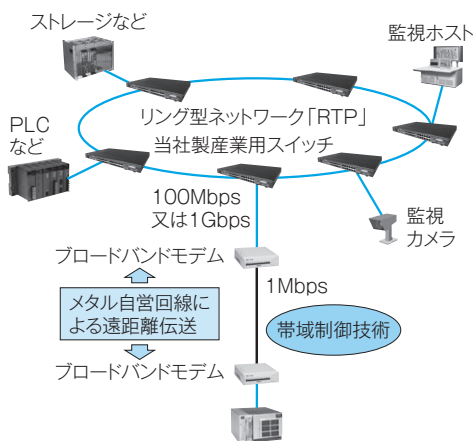 ストレージなど
監視ホスト
リング型ネットワーク「RTP」
当社製産業用スイッチ
PLC
など
100Mbps
又は1Gbps
監視
カメラ
ブロードバンドモデム
1Mbps
メタル自営回線に
よる遠距離伝送
帯域制御技術
ブロードバンドモデム